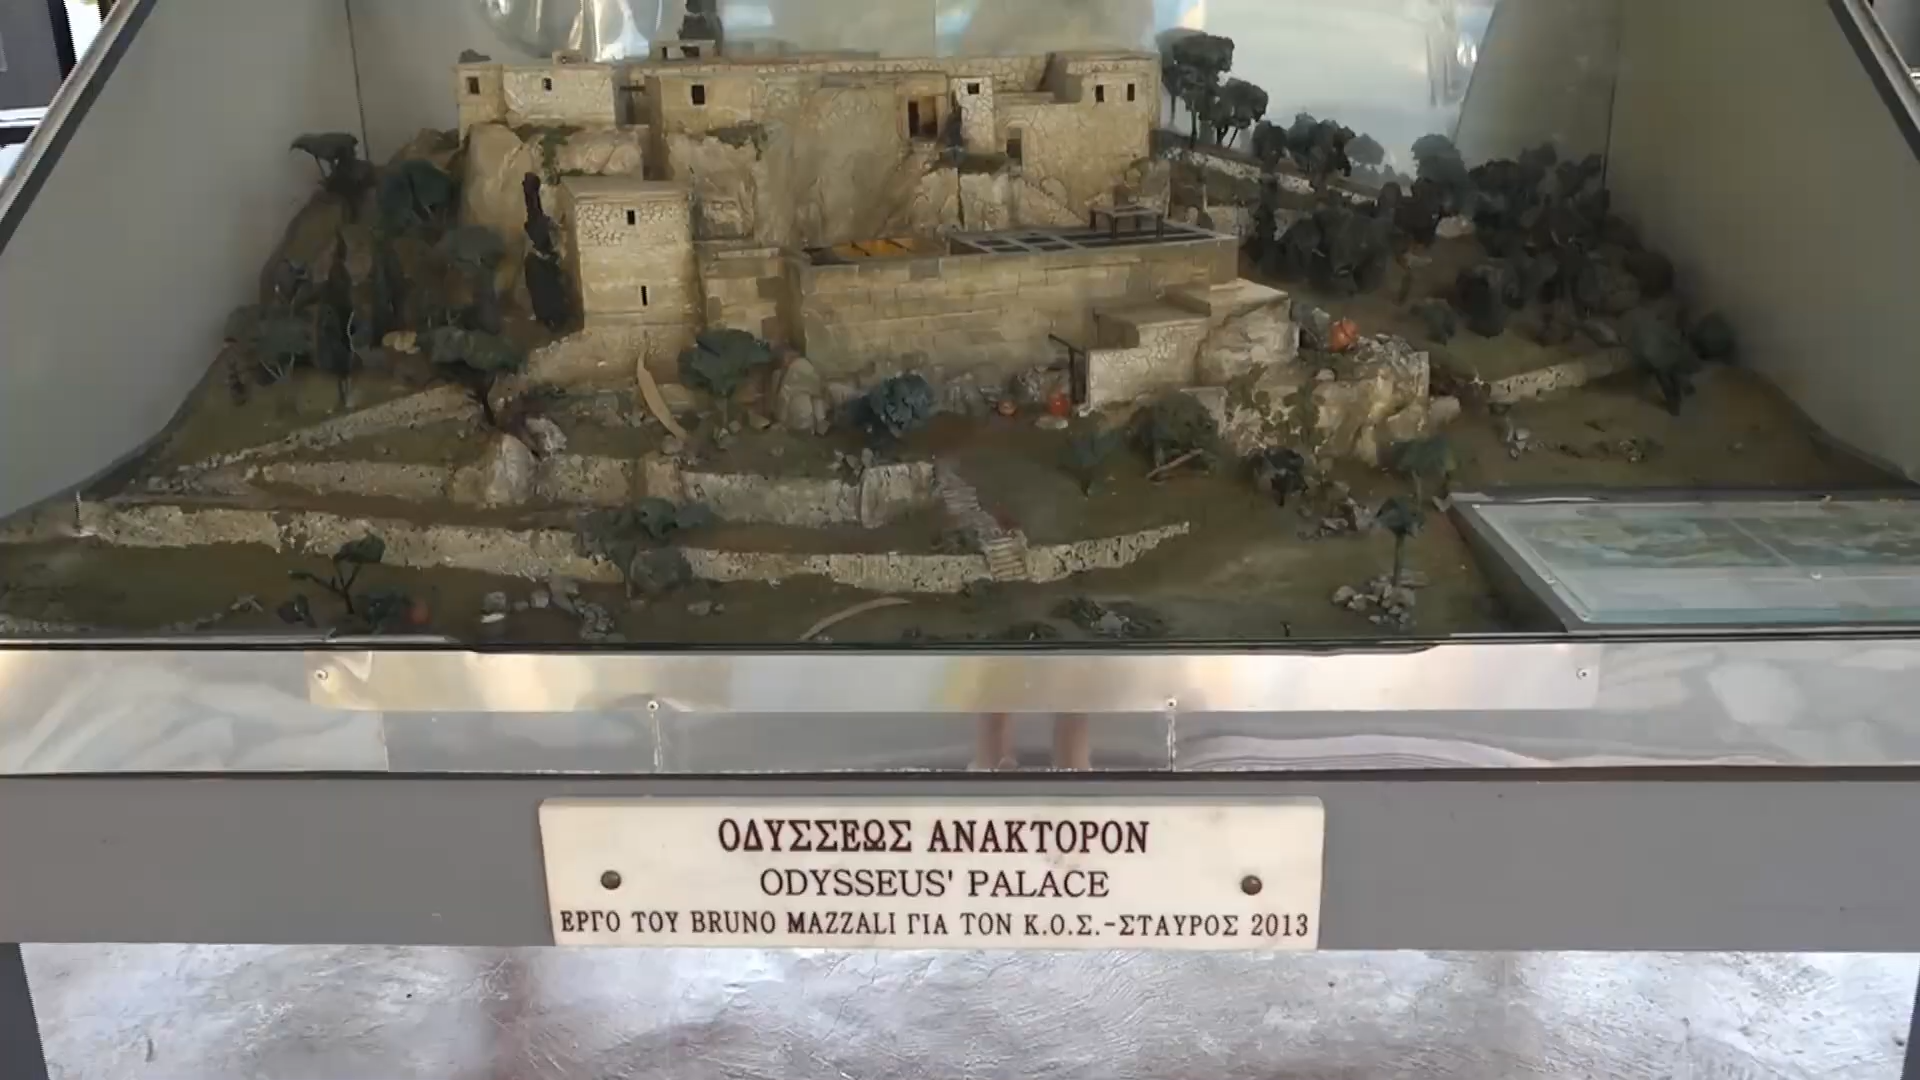 ΟΔΥΣΣΕΩΣ ΑΝΑΚΤΟΡΟΝ
ODYSSEUS' PALACE
ΕΡΓΟ ΤΟΥ BRUNO MAZZALI ΓΙΑ ΤΟΝ Κ.Ο.Σ.-ΣΤΑΥΡΟΣ 2013